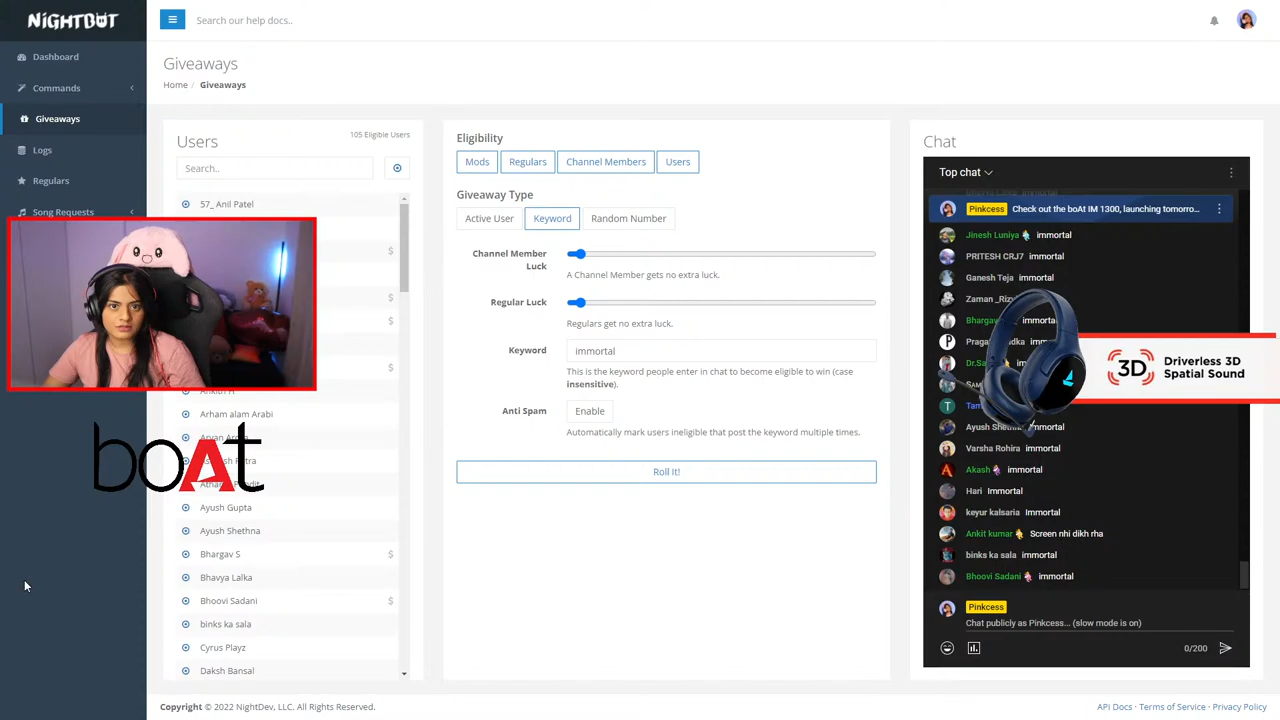 NiGHTBOT
Search our help docs..
Dashboard
Commands
Giveaways
Logs
Regulars
Song Requests
Giveaways
Home Giveaways
Users
105 Eligible Users
Search..
57_ Anil Patel
$
$
$
$
Arham alam Arabi
Ayush Gupta
Ayush Shethna
Bhargav S $
Bhavya Lalka
Bhoovi Sadani $
binks ka sala
Cyrus Playz
Daksh Bansal
boAt
Eligibility
Mods Regulars Channel Members Users
Giveaway Type
Active User Keyword Random Number
Channel Member
Luck
A Channel Member gets no extra luck.
Regular Luck
Regulars get no extra luck.
Keyword immortal
This is the keyword people enter in chat to become eligible to win (case
insensitive).
Anti Spam Enable
Automatically mark users ineligible that post the keyword multiple times.
Roll It!
Chat
Top chat
Pinkcess Check out the boAt IM 1300, launching tomorro...
Jinesh Luniya immortal
PRITESH CRJ7 immortal
Ganesh Teja immortal
Zaman
Bhargav immortal
3D Driverless 3D
Spatial Sound
Ayush Sheth
Varsha Rohira immortal
Akash immortal
Hari Immortal
keyur kalsaria Immortal
Ankit kumar Screen nhi dikh rha
binks ka sala immortal
Bhoovi Sadani immortal
Pinkcess
Chat publicly as Pinkcess... (slow mode is on)
0/200
Copyright © 2022 NightDev, LLC. All Rights Reserved.
API Docs · Terms of Service · Privacy Policy